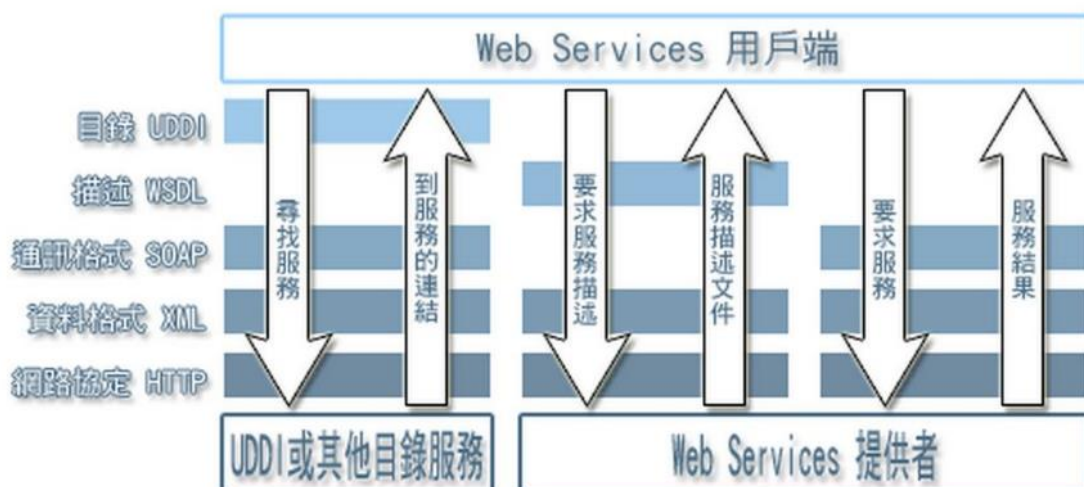 Web Services 用戶端
目錄 UDDI
描述 WSDL
通訊格式 SOAP
資料格式 XML
網路協定 HTTP
尋找服務
到服務的連結
要求服務描述
服務描述文件
要求服務
服務結果
UDDI或其他目錄服務
Web Services 提供者